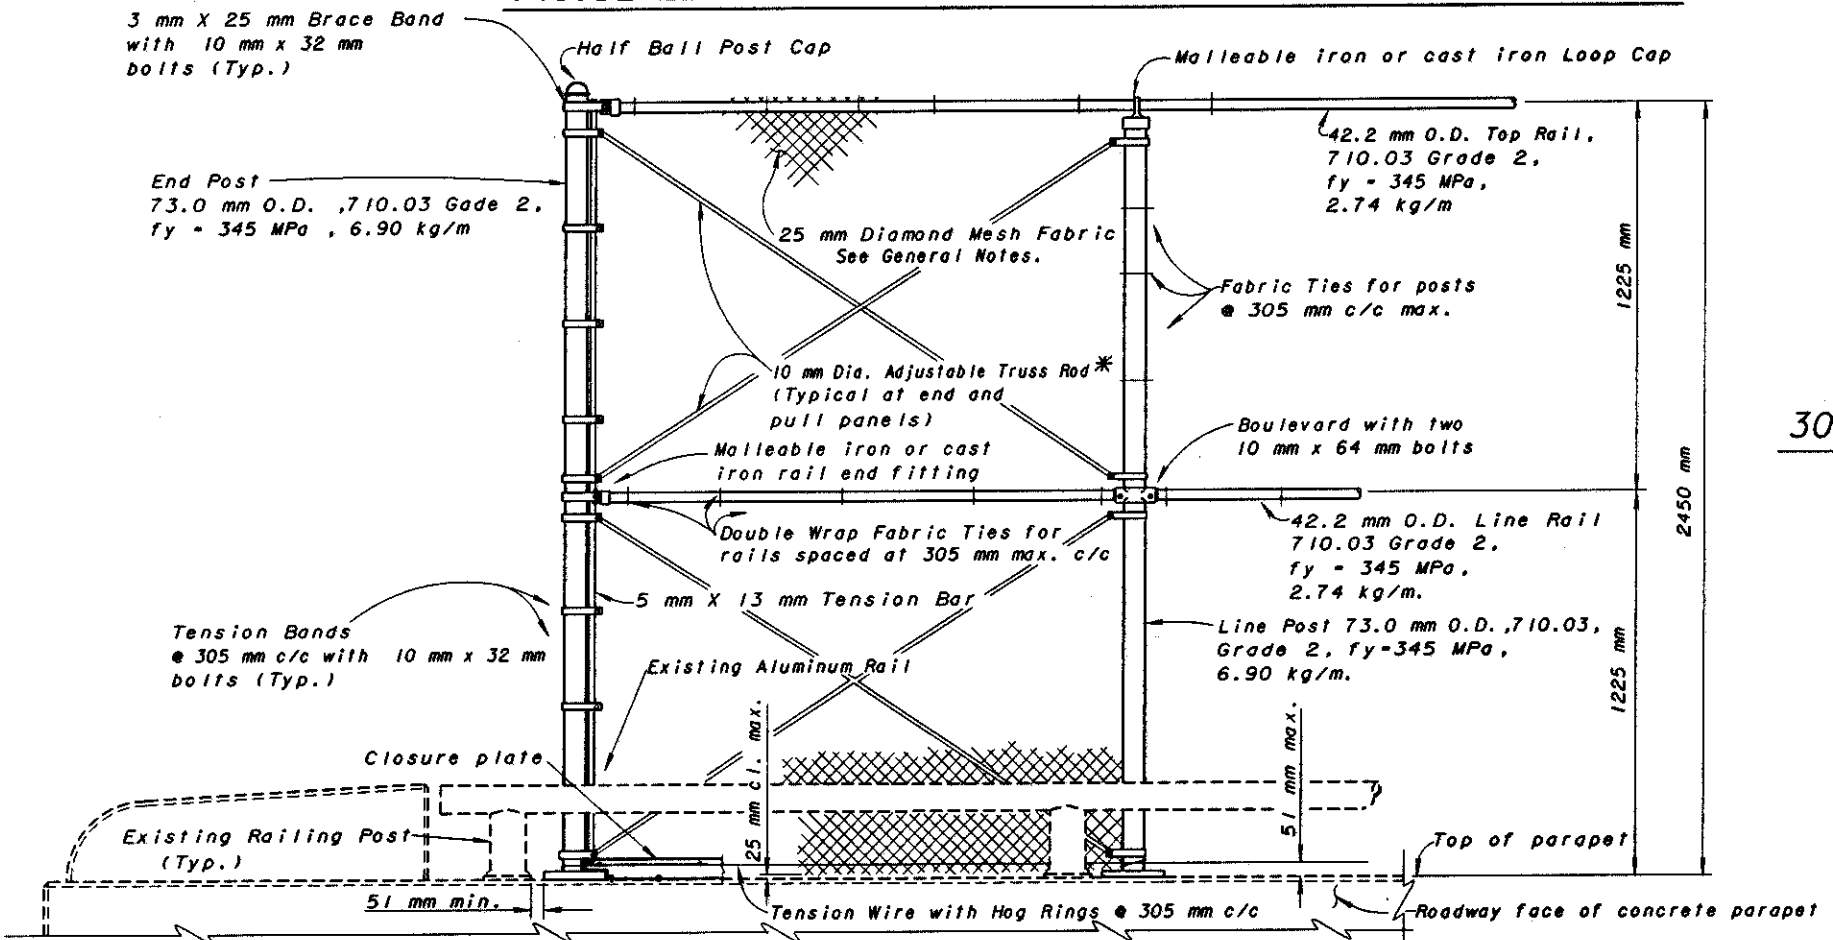 3 mm X 25 mm Brace Band
with 10 mm x 32 mm
bolts (Typ.)
Half Ball Post Cap
Malleable iron or cast iron Loop Cap
42.2 mm O.D. Top Rail,
710.03 Grade 2,
fy = 345 MPa,
2.74 kg/m
End Post
73.0 mm O.D. ,710.03 Gade 2,
fy = 345 MPa , 6.90 kg/m
25 mm Diamond Mesh Fabric
See General Notes.
1225 mm
Fabric Ties for posts
@ 305 mm c/c max.
10 mm Dia. Adjustable Truss Rod *
(Typical at end and
pull panels)
Boulevard with two
10 mm x 64 mm bolts
30
Malleable iron or cast
iron rail end fitting
2450 mm
Double Wrap Fabric Ties for
rails spaced at 305 mm max. c/c
42.2 mm O.D. Line Rail
710.03 Grade 2,
fy = 345 MPa,
2.74 kg/m.
5 mm X 13 mm Tension Bar
Tension Bands
@ 305 mm c/c with 10 mm x 32 mm
bolts (Typ.)
Line Post 73.0 mm O.D. ,710.03,
Grade 2, fy=345 MPa,
6.90 kg/m.
1225 mm
Existing Aluminum Rail
25 mm cl. max.
51 mm max.
Closure plate
Existing Railing Post
(Typ.)
Top of parapet
51 mm min.
Tension Wire with Hog Rings @ 305 mm c/c
Roadway face of concrete parapet